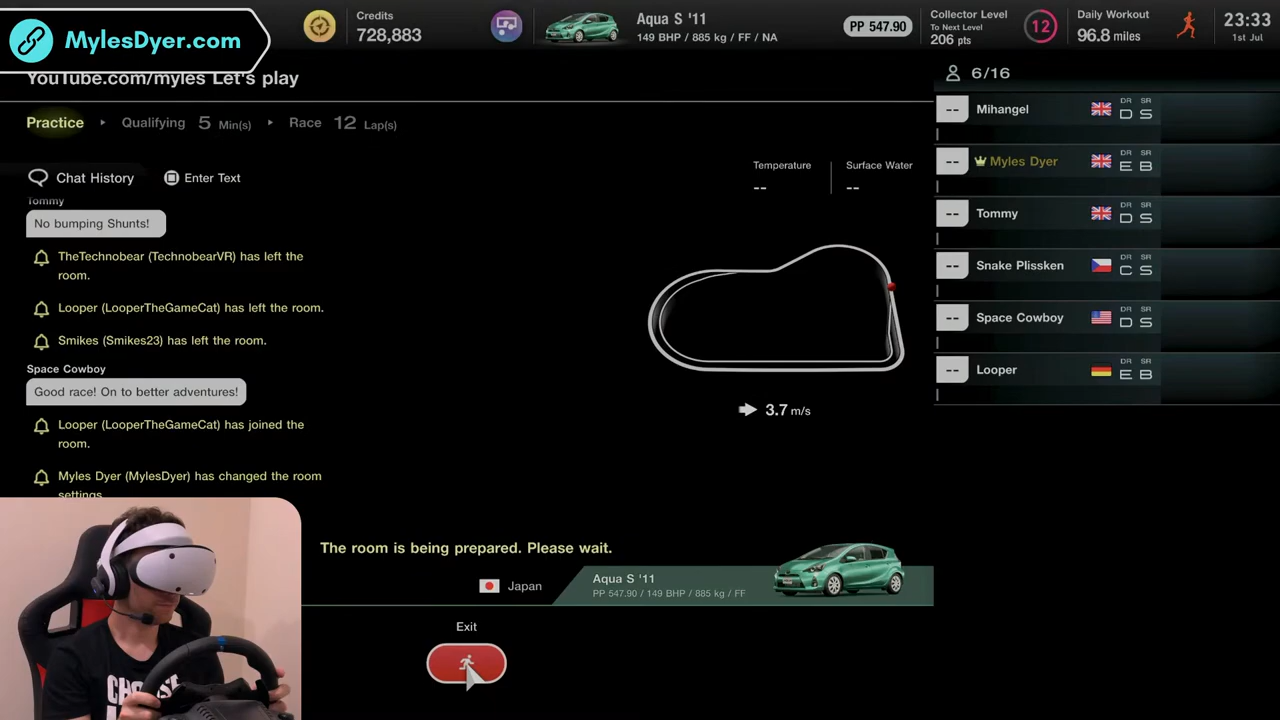 MylesDyer.com
Credits
728,883
Aqua S '11
149 BHP / 885 kg / FF / NA
PP 547.90
Collector Level
To Next Level
206 pts
12
Daily Workout
96.8 miles
23:33
1st Jul
YouTube.com/myles Let's play
6/16
Practice ▸ Qualifying 5 Min(s) ▸ Race 12 Lap(s)
Chat History Enter Text
Tommy
No bumping Shunts!
TheTechnobear (TechnobearVR) has left the
room.
Looper (LooperTheGameCat) has left the room.
Smikes (Smikes23) has left the room.
Space Cowboy
Good race! On to better adventures!
Looper (LooperTheGameCat) has joined the
room.
Myles Dyer (MylesDyer) has changed the room
settings.
Temperature
--
Surface Water
--
3.7 m/s
-- Mihangel DR D SR S
-- Myles Dyer DR E SR B
-- Tommy DR D SR S
-- Snake Plissken DR C SR S
-- Space Cowboy DR D SR S
-- Looper DR E SR B
The room is being prepared. Please wait.
Japan
Aqua S '11
PP 547.90 / 149 BHP / 885 kg / FF
Exit